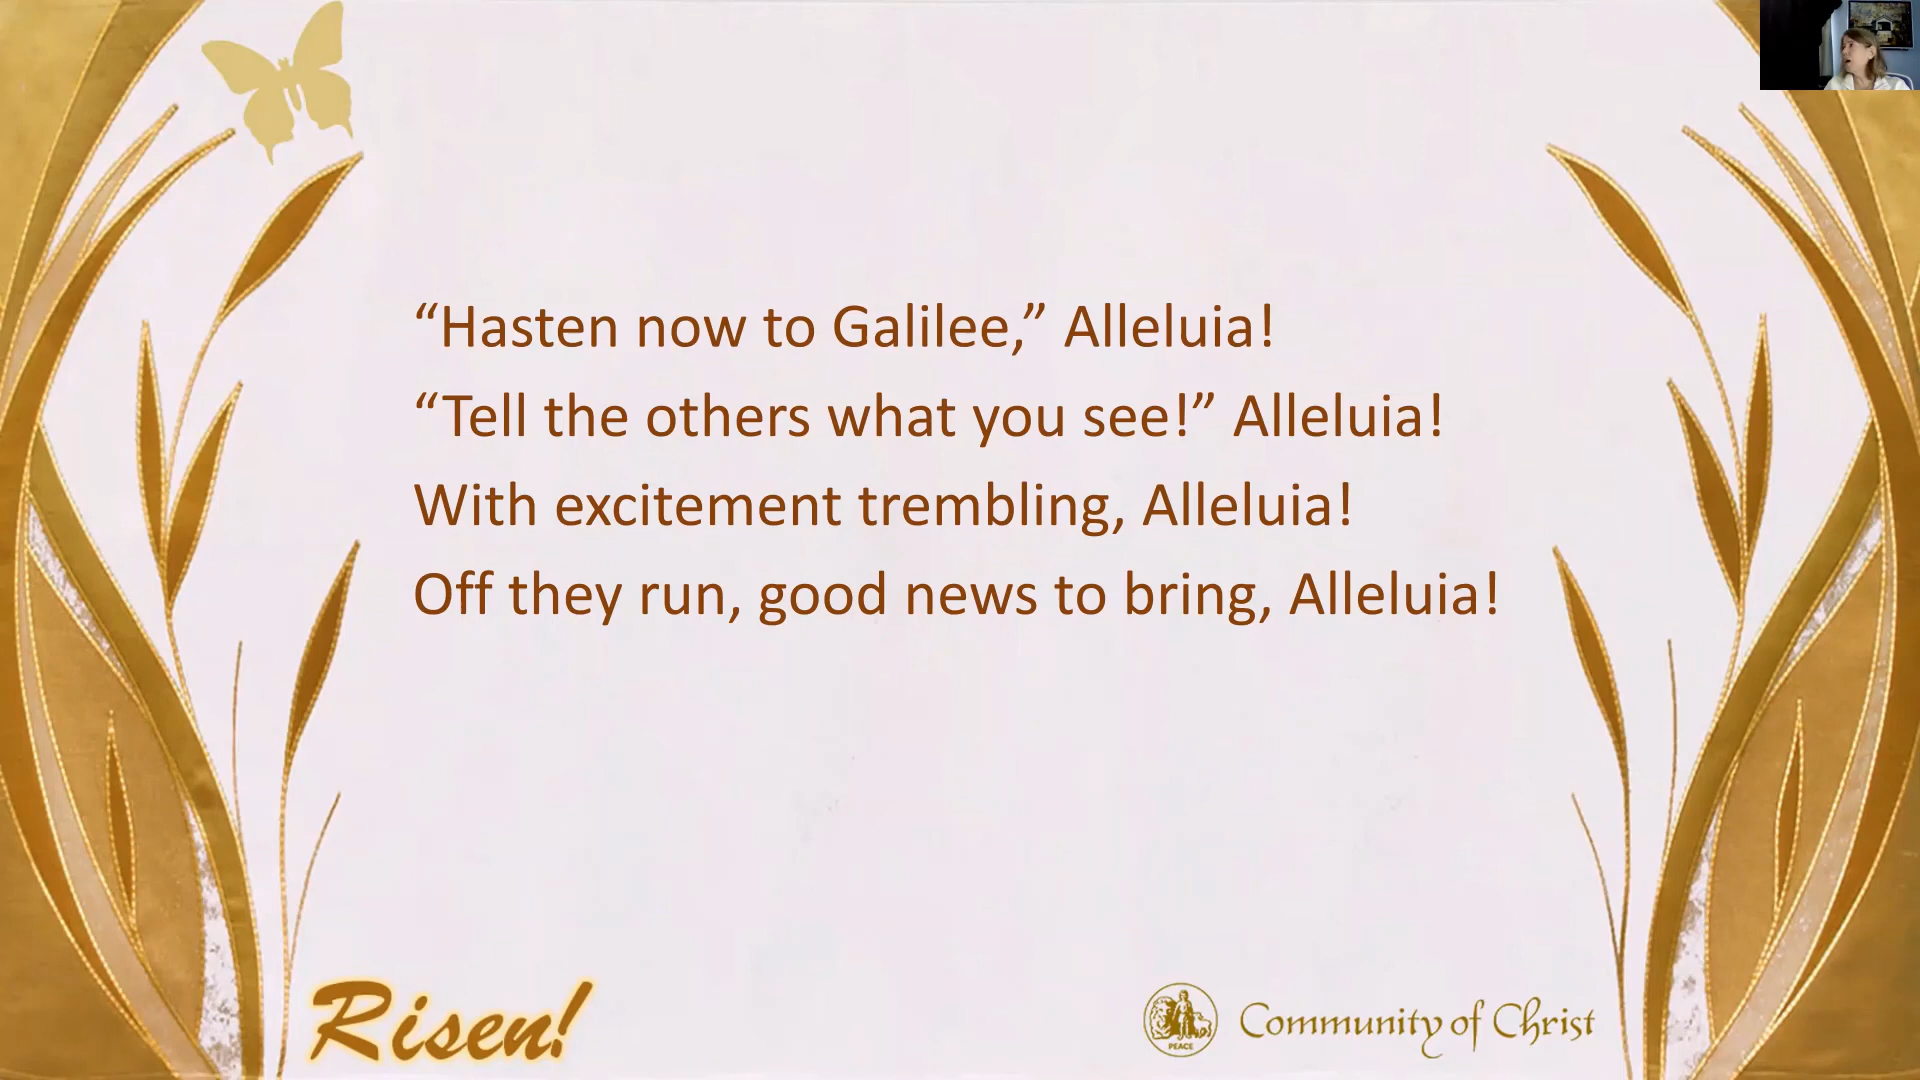 “Hasten now to Galilee,” Alleluia!
“Tell the others what you see!” Alleluia!
With excitement trembling, Alleluia!
Off they run, good news to bring, Alleluia!
Risen!
PEACE
Community of Christ